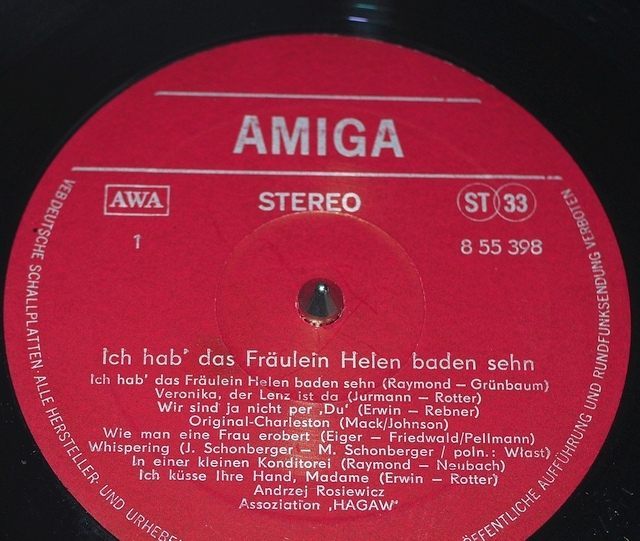 AMIGA
AWA
STEREO
ST 33
1
8 55 398
Ich hab' das Fräulein Helen baden sehn
Ich hab' das Fräulein Helen baden sehn (Raymond – Grünbaum)
Veronika, der Lenz ist da (Jurmann – Rotter)
Wir sind ja nicht per ‚Du' (Erwin – Rebner)
Original-Charleston (Mack/Johnson)
Wie man eine Frau erobert (Eiger – Friedwald/Pellmann)
Whispering (J. Schonberger – M. Schonberger / poln.: Włast)
In einer kleinen Konditorei (Raymond – Neubach)
Ich küsse Ihre Hand, Madame (Erwin – Rotter)
Andrzej Rosiewicz
Assoziation „HAGAW"
VEB DEUTSCHE SCHALLPLATTEN. ALLE HERSTELLER- UND URHEBE
ÖFFENTLICHE AUFFÜHRUNG UND RUNDFUNKSENDUNG VERBOTEN